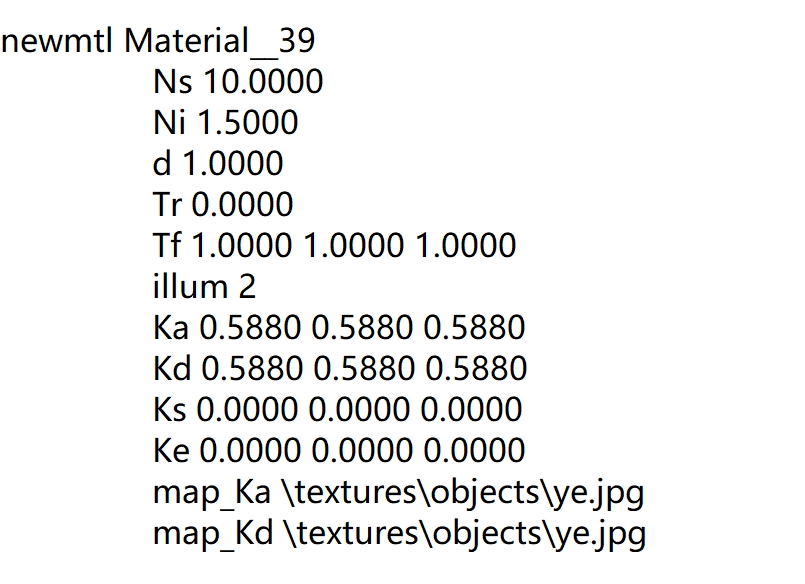 newmtl Material__39
Ns 10.0000
Ni 1.5000
d 1.0000
Tr 0.0000
Tf 1.0000 1.0000 1.0000
illum 2
Ka 0.5880 0.5880 0.5880
Kd 0.5880 0.5880 0.5880
Ks 0.0000 0.0000 0.0000
Ke 0.0000 0.0000 0.0000
map_Ka \textures\objects\ye.jpg
map_Kd \textures\objects\ye.jpg